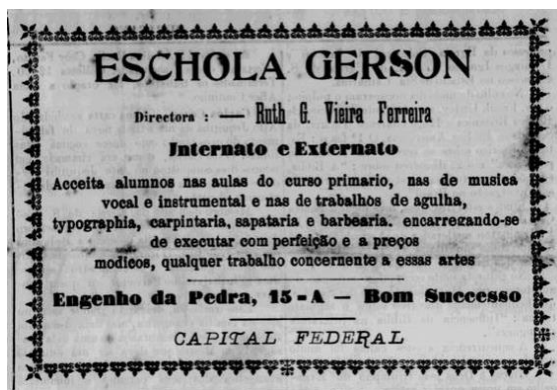 ESCHOLA GERSON
Directora : — Ruth G. Vieira Ferreira
Internato e Externato
Acceita alumnos nas aulas do curso primario, nas de musica
vocal e instrumental e nas de trabalhos de agulha,
typographia, carpintaria, sapataria e barbearia. encarregando-se
de executar com perfeição e a preços
modicos, qualquer trabalho concernente a essas artes
Engenho da Pedra, 15-A — Bom Successo
CAPITAL FEDERAL